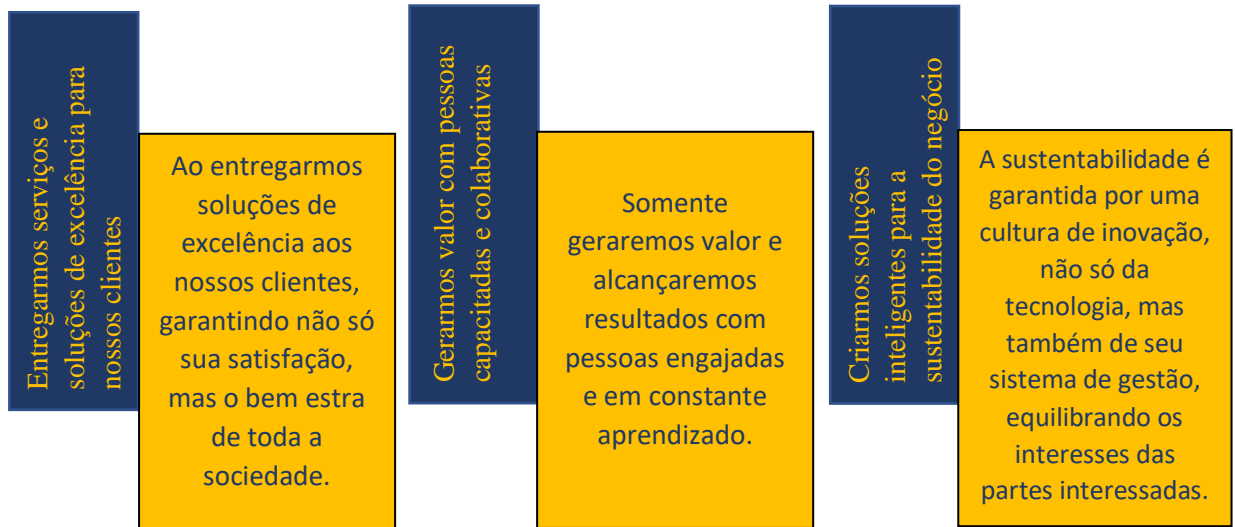 Entregarmos serviços e
soluções de excelência para
nossos clientes
Ao entregarmos
soluções de
excelência aos
nossos clientes,
garantindo não só
sua satisfação,
mas o bem estra
de toda a
sociedade.
Gerarmos valor com pessoas
capacitadas e colaborativas
Somente
geraremos valor e
alcançaremos
resultados com
pessoas engajadas
e em constante
aprendizado.
Criarmos soluções
inteligentes para a
sustentabilidade do negócio
A sustentabilidade é
garantida por uma
cultura de inovação,
não só da
tecnologia, mas
também de seu
sistema de gestão,
equilibrando os
interesses das
partes interessadas.